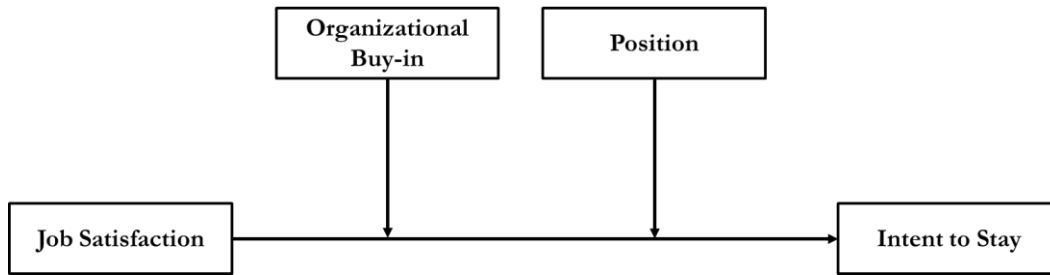 Organizational
Buy-in
Position
Job Satisfaction
Intent to Stay